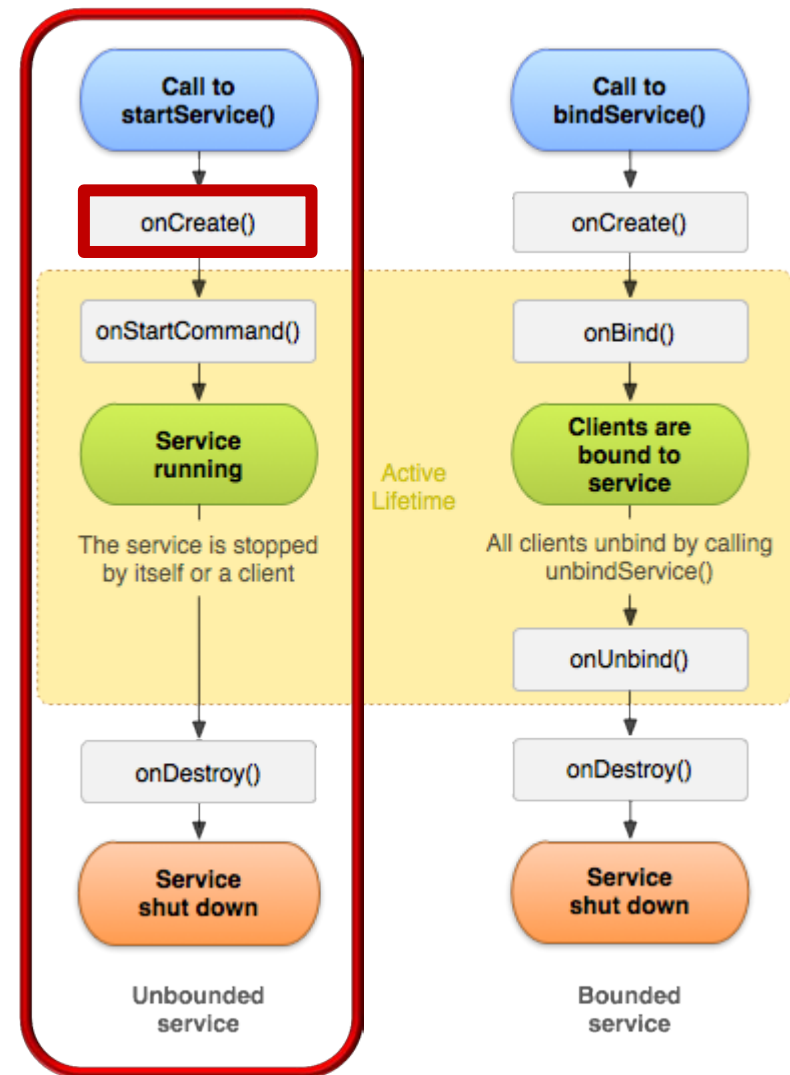 Call to
startService()
onCreate()
onStartCommand()
Service
running
The service is stopped
by itself or a client
onDestroy()
Service
shut down
Unbounded
service
Active
Lifetime
Call to
bindService()
onCreate()
onBind()
Clients are
bound to
service
All clients unbind by calling
unbindService()
onUnbind()
onDestroy()
Service
shut down
Bounded
service